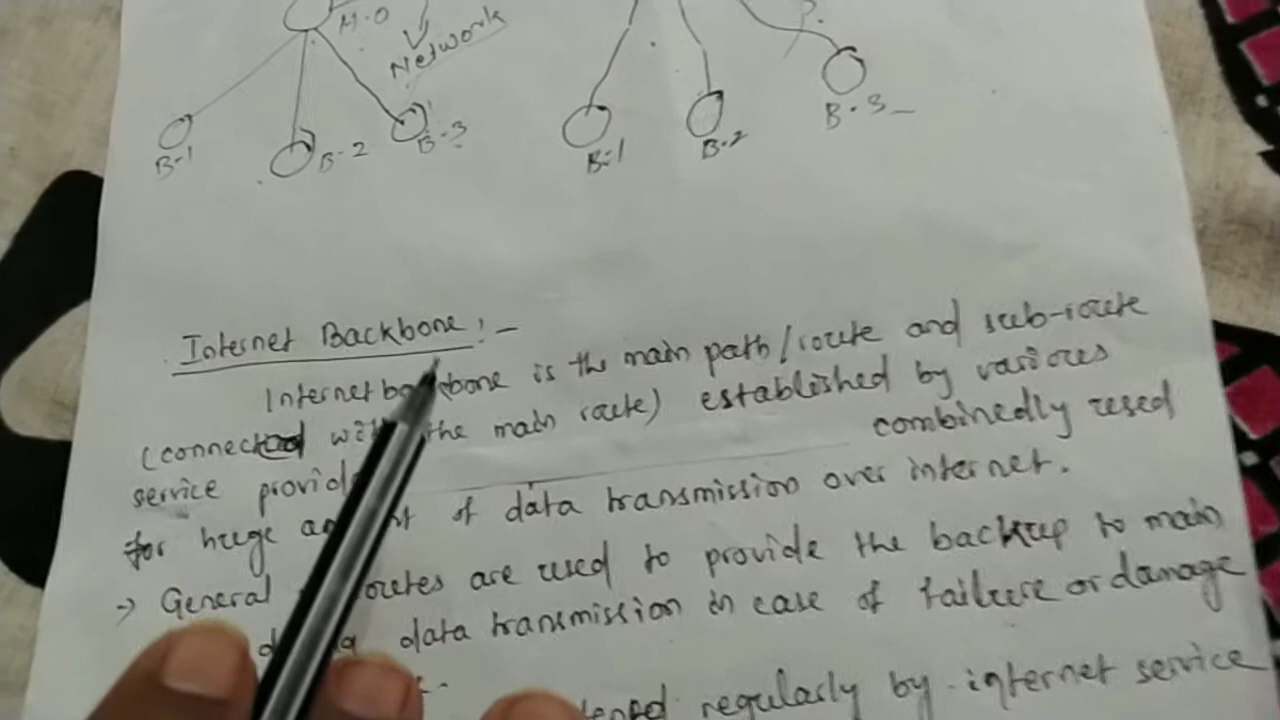 H.O
Network
B-1
B-2
B-3
B-1
B-2
B.3
Internet Backbone:-
Internet backbone is the main path/route and sub-route
(connected with the main route) established by various
service combinedly used
for huge of data transmission over internet.
→ General are used to provide the backup to main
data transmission in case of failure or damage
regularly by internet service